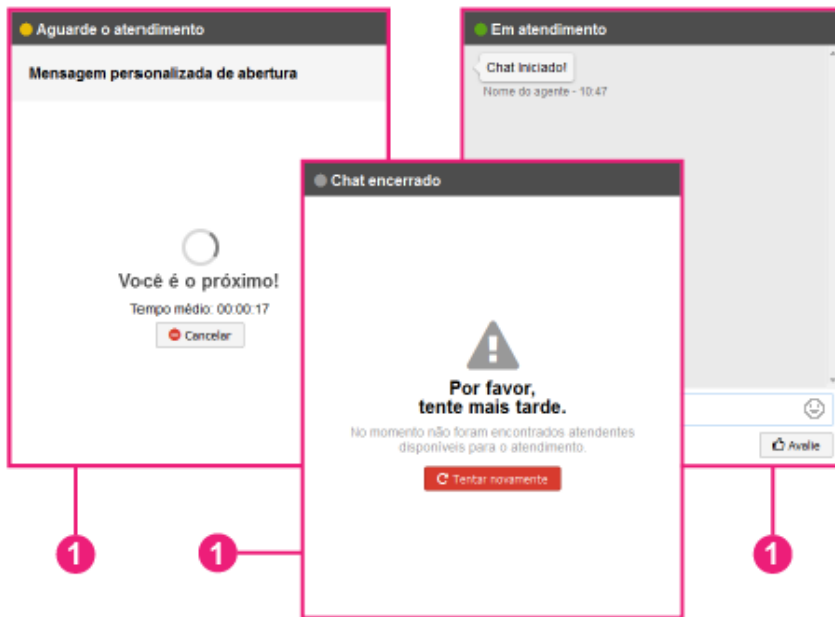 Aguarde o atendimento
Mensagem personalizada de abertura
Você é o próximo!
Tempo médio: 00:00:17
Cancelar
Em atendimento
Chat Iniciado!
Nome do agente - 10:47
Avalie
Chat encerrado
Por favor,
tente mais tarde.
No momento não foram encontrados atendentes
disponíveis para o atendimento.
Tentar novamente
1
1
1